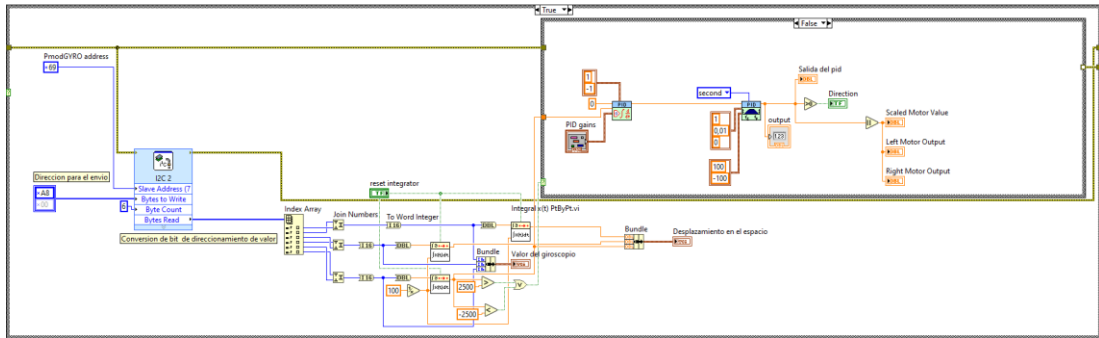 True
False
PmodGYRO address
69
I2C 2
Slave Address (7
Bytes to Write
Byte Count
Bytes Read
Direccion para el envio
A8
6
Conversion de bit de direccionamiento de valor
Index Array
Join Numbers
To Word Integer
I16
DBL
I16
DBL
I16
DBL
reset integrator
TF
Integral x(t) PtByPt.vi
Bundle
Valor del giroscopio
Bundle
Desplazamiento en el espacio
100
2500
-2500
1
-1
0
PID
PID gains
second
PID
1
0,01
0
100
-100
output
123
Salida del pid
DBL
Direction
TF
Scaled Motor Value
DBL
Left Motor Output
DBL
Right Motor Output
DBL